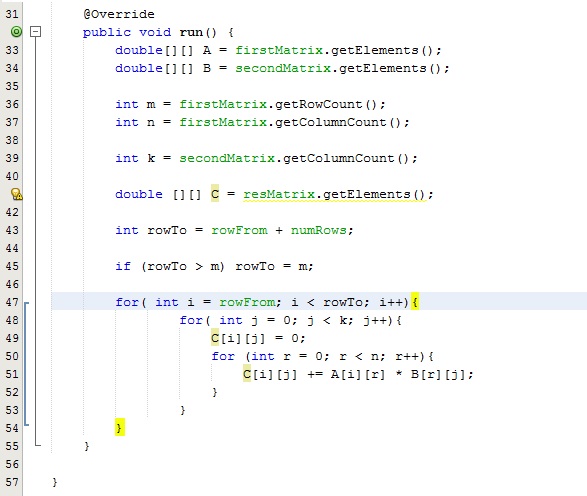 31 @Override
public void run() {
33 double[][] A = firstMatrix.getElements();
34 double[][] B = secondMatrix.getElements();
35
36 int m = firstMatrix.getRowCount();
37 int n = firstMatrix.getColumnCount();
38
39 int k = secondMatrix.getColumnCount();
40
double [][] C = resMatrix.getElements();
42
43 int rowTo = rowFrom + numRows;
44
45 if (rowTo > m) rowTo = m;
46
47 for( int i = rowFrom; i < rowTo; i++){
48 for( int j = 0; j < k; j++){
49 C[i][j] = 0;
50 for (int r = 0; r < n; r++){
51 C[i][j] += A[i][r] * B[r][j];
52 }
53 }
54 }
55 }
56
57 }